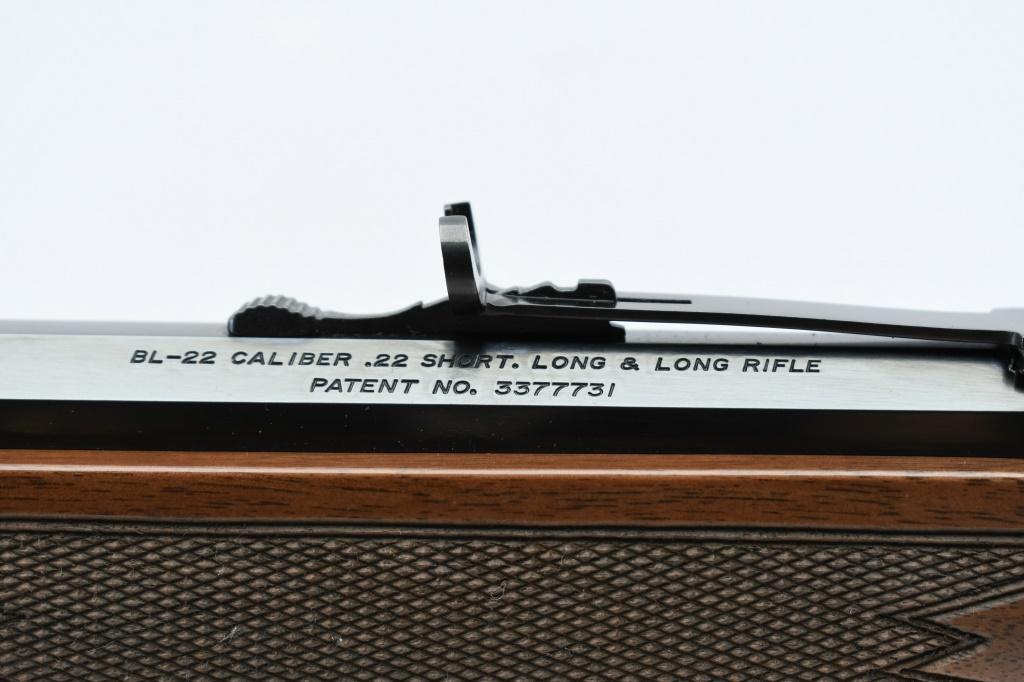 BL-22 CALIBER .22 SHORT. LONG & LONG RIFLE
PATENT NO. 3377731